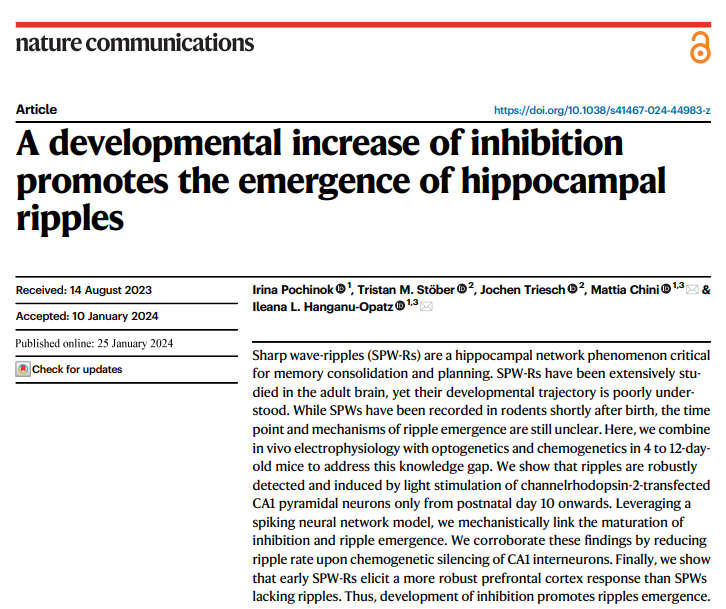 nature communications
Article
https://doi.org/10.1038/s41467-024-44983-z
A developmental increase of inhibition
promotes the emergence of hippocampal
ripples
Received: 14 August 2023
Accepted: 10 January 2024
Published online: 25 January 2024
Check for updates
Irina Pochinok 1, Tristan M. Stöber 2, Jochen Triesch 2, Mattia Chini 1,3 &
Ileana L. Hanganu-Opatz 1,3
Sharp wave-ripples (SPW-Rs) are a hippocampal network phenomenon critical
for memory consolidation and planning. SPW-Rs have been extensively stu-
died in the adult brain, yet their developmental trajectory is poorly under-
stood. While SPWs have been recorded in rodents shortly after birth, the time
point and mechanisms of ripple emergence are still unclear. Here, we combine
in vivo electrophysiology with optogenetics and chemogenetics in 4 to 12-day-
old mice to address this knowledge gap. We show that ripples are robustly
detected and induced by light stimulation of channelrhodopsin-2-transfected
CA1 pyramidal neurons only from postnatal day 10 onwards. Leveraging a
spiking neural network model, we mechanistically link the maturation of
inhibition and ripple emergence. We corroborate these findings by reducing
ripple rate upon chemogenetic silencing of CA1 interneurons. Finally, we show
that early SPW-Rs elicit a more robust prefrontal cortex response than SPWs
lacking ripples. Thus, development of inhibition promotes ripples emergence.